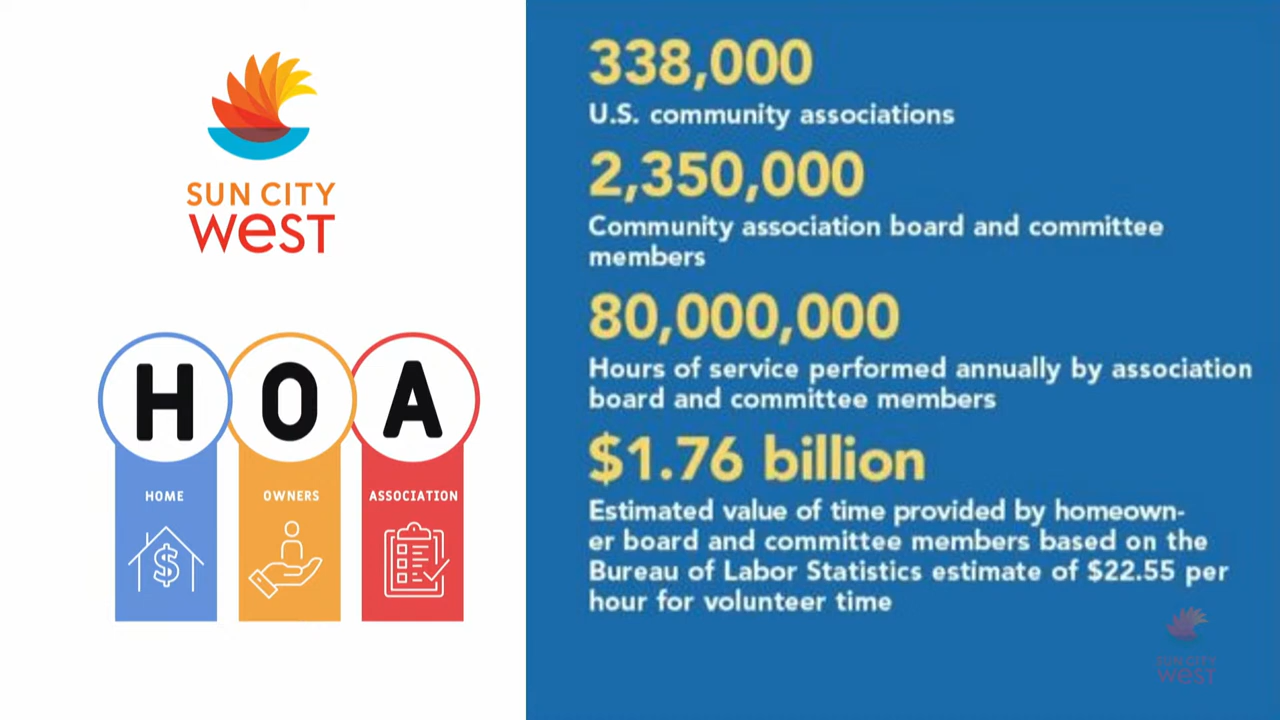 SUN CITY
west
H O A
HOME OWNERS ASSOCIATION
338,000
U.S. community associations
2,350,000
Community association board and committee
members
80,000,000
Hours of service performed annually by association
board and committee members
$1.76 billion
Estimated value of time provided by homeown-
er board and committee members based on the
Bureau of Labor Statistics estimate of $22.55 per
hour for volunteer time
SUN CITY
west